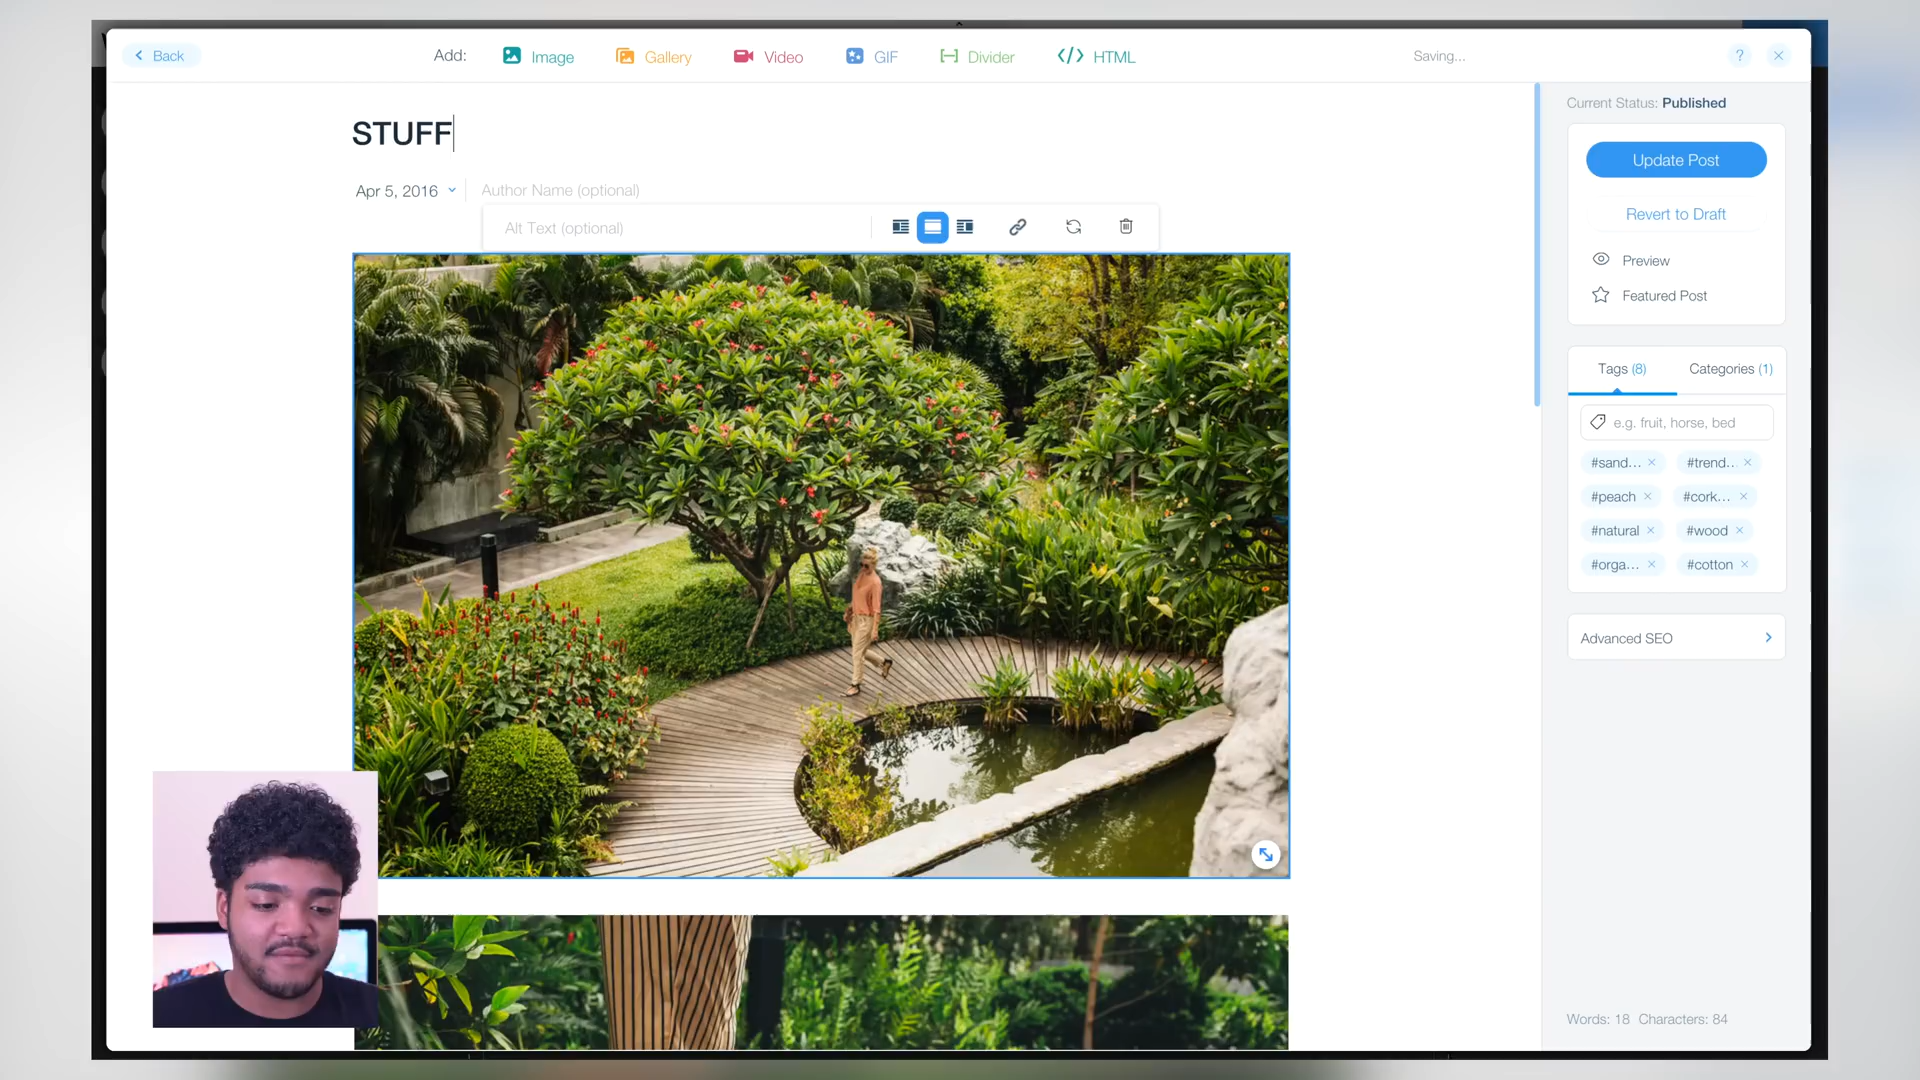 Back
Add: Image Gallery Video GIF Divider HTML
Saving...
?
STUFF
Apr 5, 2016 Author Name (optional)
Alt Text (optional)
Current Status: Published
Update Post
Revert to Draft
Preview
Featured Post
Tags (8) Categories (1)
e.g. fruit, horse, bed
#sand... #trend...
#peach #cork...
#natural #wood
#orga... #cotton
Advanced SEO
Words: 18 Characters: 84